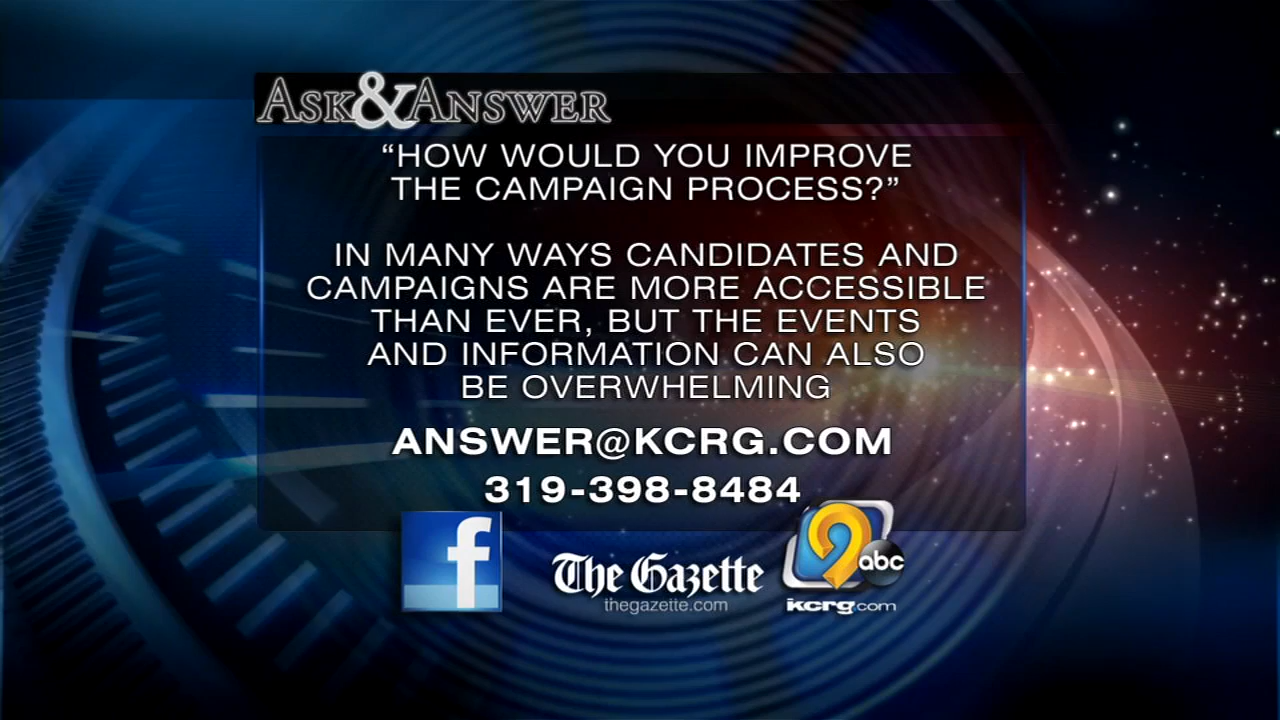 ASK&ANSWER
“HOW WOULD YOU IMPROVE
THE CAMPAIGN PROCESS?”
IN MANY WAYS CANDIDATES AND
CAMPAIGNS ARE MORE ACCESSIBLE
THAN EVER, BUT THE EVENTS
AND INFORMATION CAN ALSO
BE OVERWHELMING
ANSWER@KCRG.COM
319-398-8484
f
The Gazette
thegazette.com
9
abc
kcrg.com